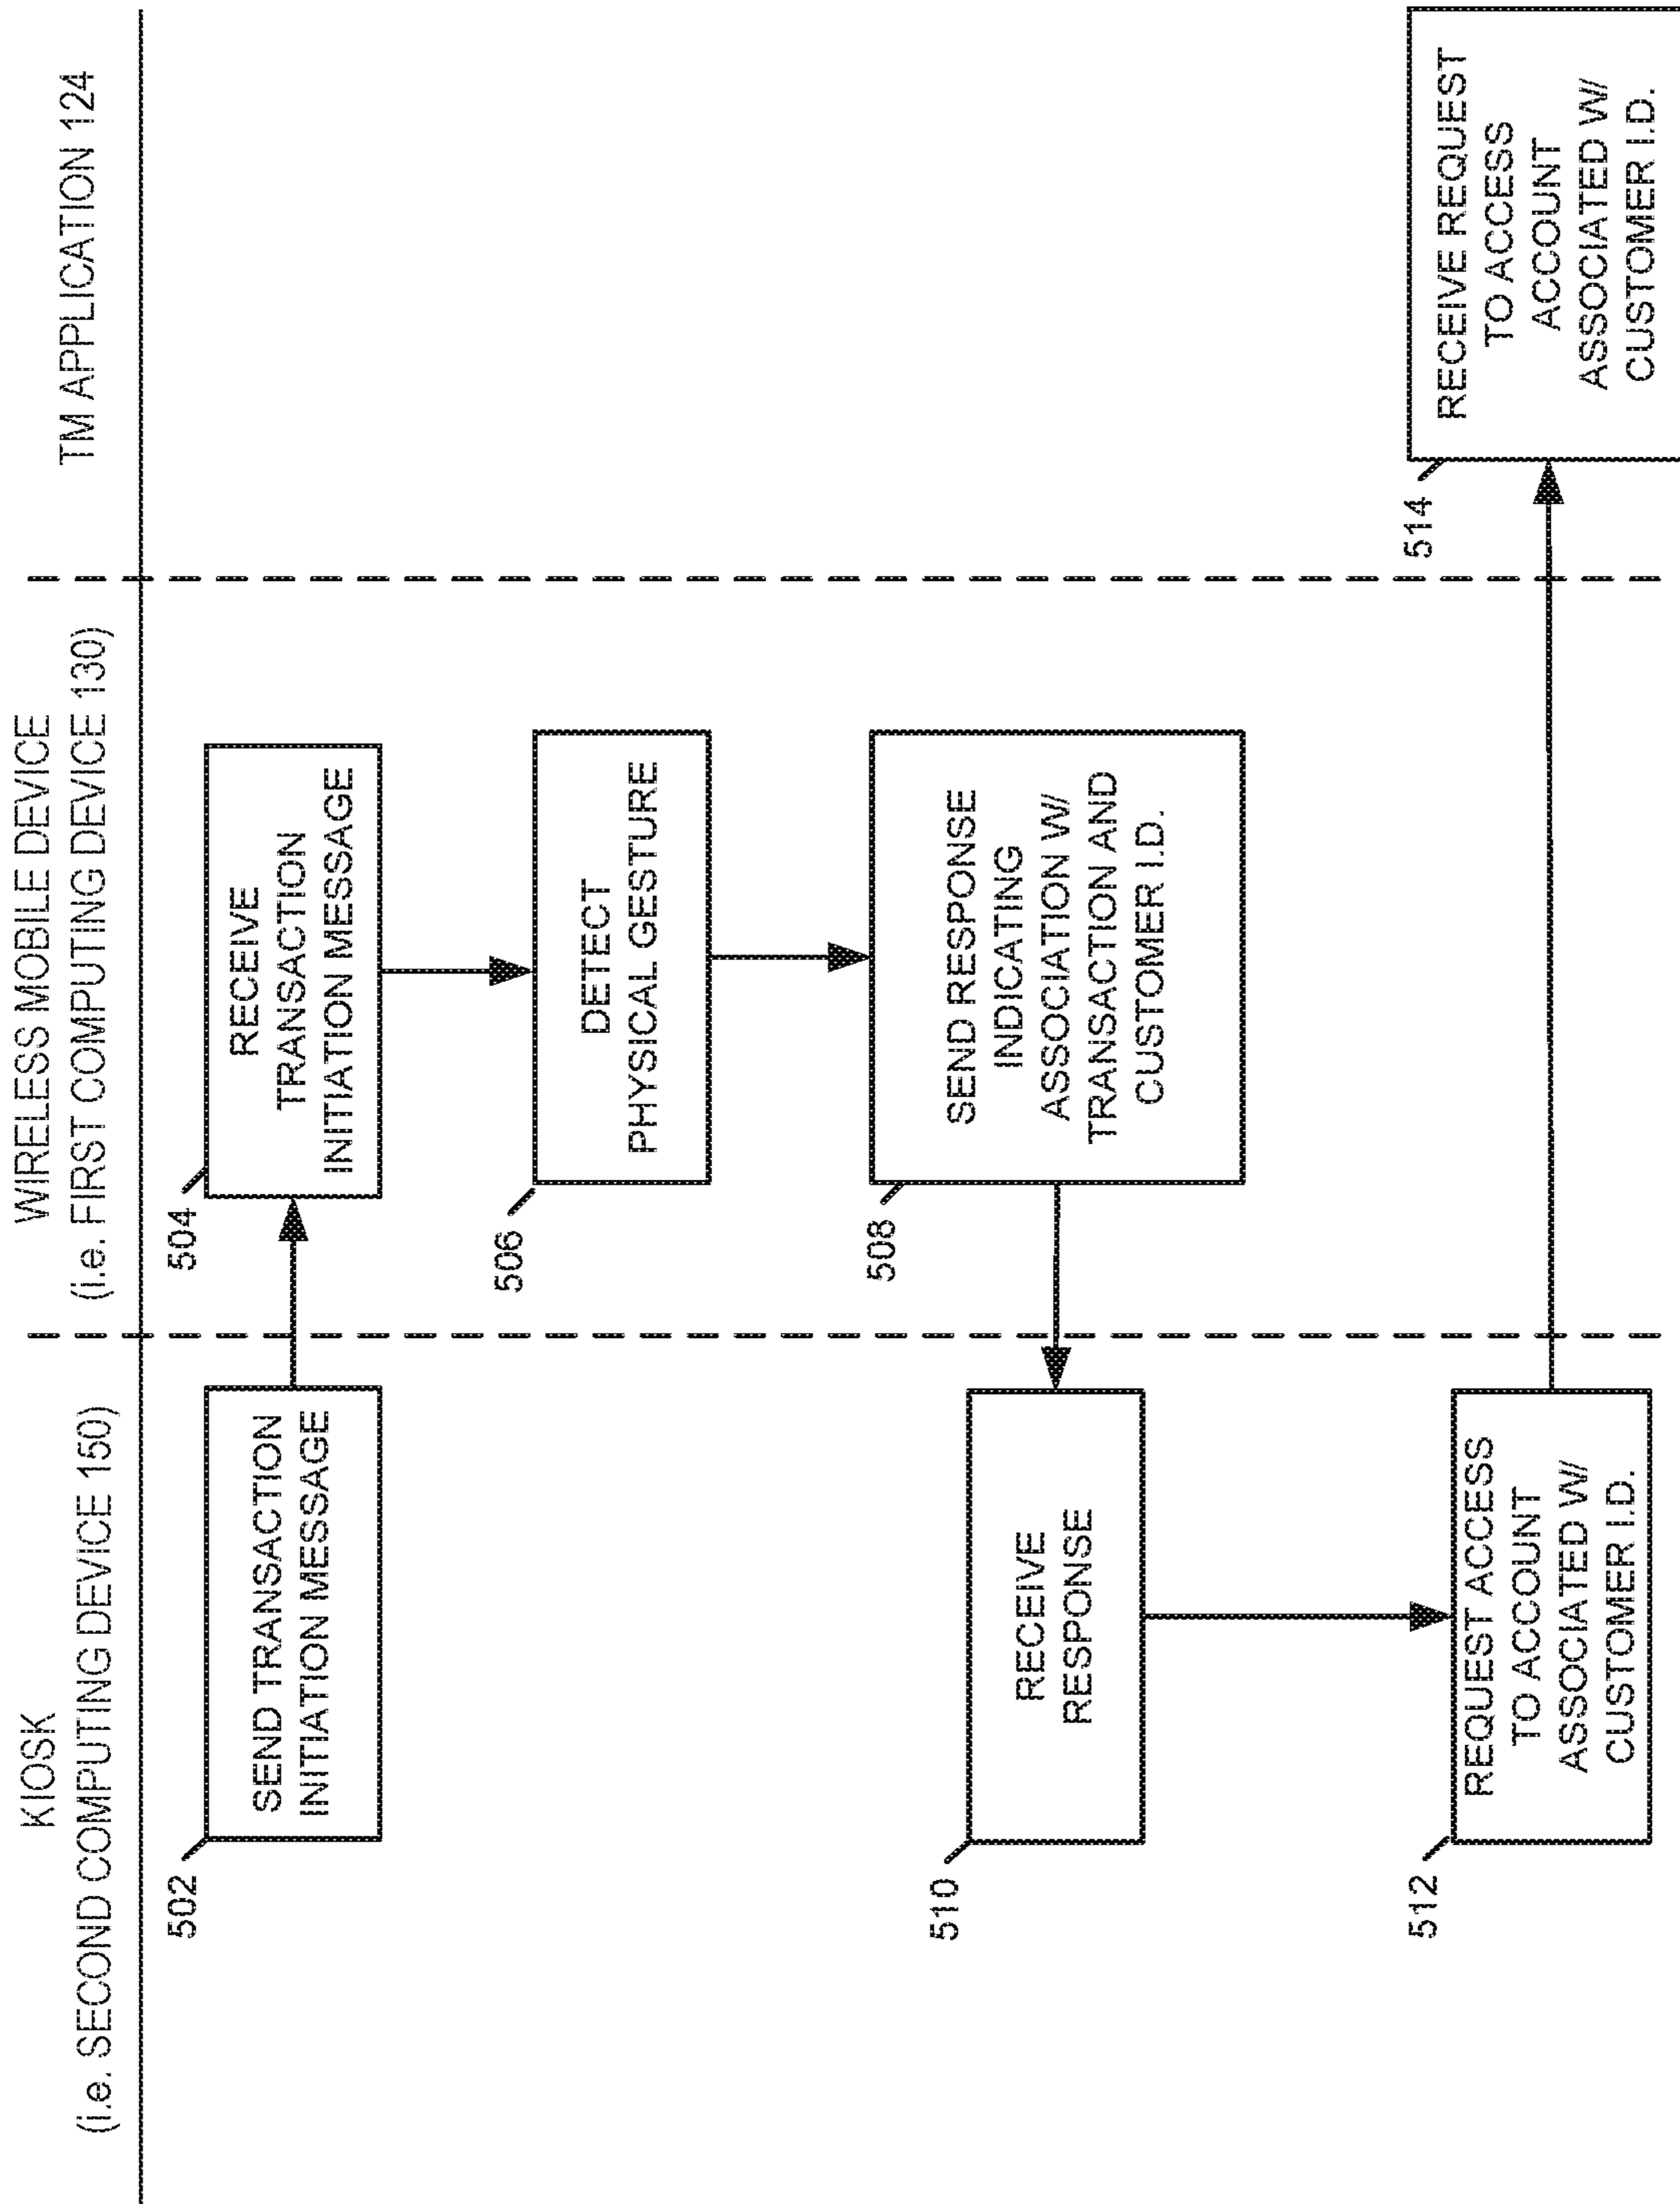 KIOSK
(i.e. SECOND COMPUTING DEVICE 150)
WIRELESS MOBILE DEVICE
(i.e. FIRST COMPUTING DEVICE 130)
TM APPLICATION 124
502
SEND TRANSACTION
INITIATION MESSAGE
504
RECEIVE
TRANSACTION
INITIATION MESSAGE
506
DETECT
PHYSICAL GESTURE
508
SEND RESPONSE
INDICATING
ASSOCIATION W/
TRANSACTION AND
CUSTOMER I.D.
510
RECEIVE
RESPONSE
512
REQUEST ACCESS
TO ACCOUNT
ASSOCIATED W/
CUSTOMER I.D.
514
RECEIVE REQUEST
TO ACCESS
ACCOUNT
ASSOCIATED W/
CUSTOMER I.D.